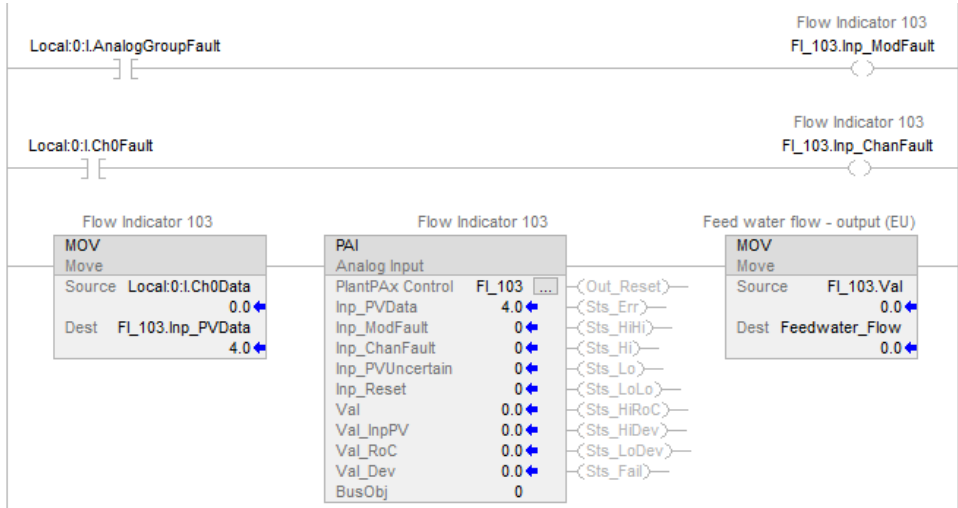 Flow Indicator 103
Local:0:I.AnalogGroupFault
FI_103.Inp_ModFault
Flow Indicator 103
Local:0:I.Ch0Fault
FI_103.Inp_ChanFault
Flow Indicator 103
MOV
Move
Source Local:0:I.Ch0Data
0.0
Dest FI_103.Inp_PVData
4.0
Flow Indicator 103
PAI
Analog Input
PlantPAx Control FI_103 ... (Out_Reset)
Inp_PVData 4.0 (Sts_Err)
Inp_ModFault 0 (Sts_HiHi)
Inp_ChanFault 0 (Sts_Hi)
Inp_PVUncertain 0 (Sts_Lo)
Inp_Reset 0 (Sts_LoLo)
Val 0.0 (Sts_HiRoC)
Val_InpPV 0.0 (Sts_HiDev)
Val_RoC 0.0 (Sts_LoDev)
Val_Dev 0.0 (Sts_Fail)
BusObj 0
Feed water flow - output (EU)
MOV
Move
Source FI_103.Val
0.0
Dest Feedwater_Flow
0.0